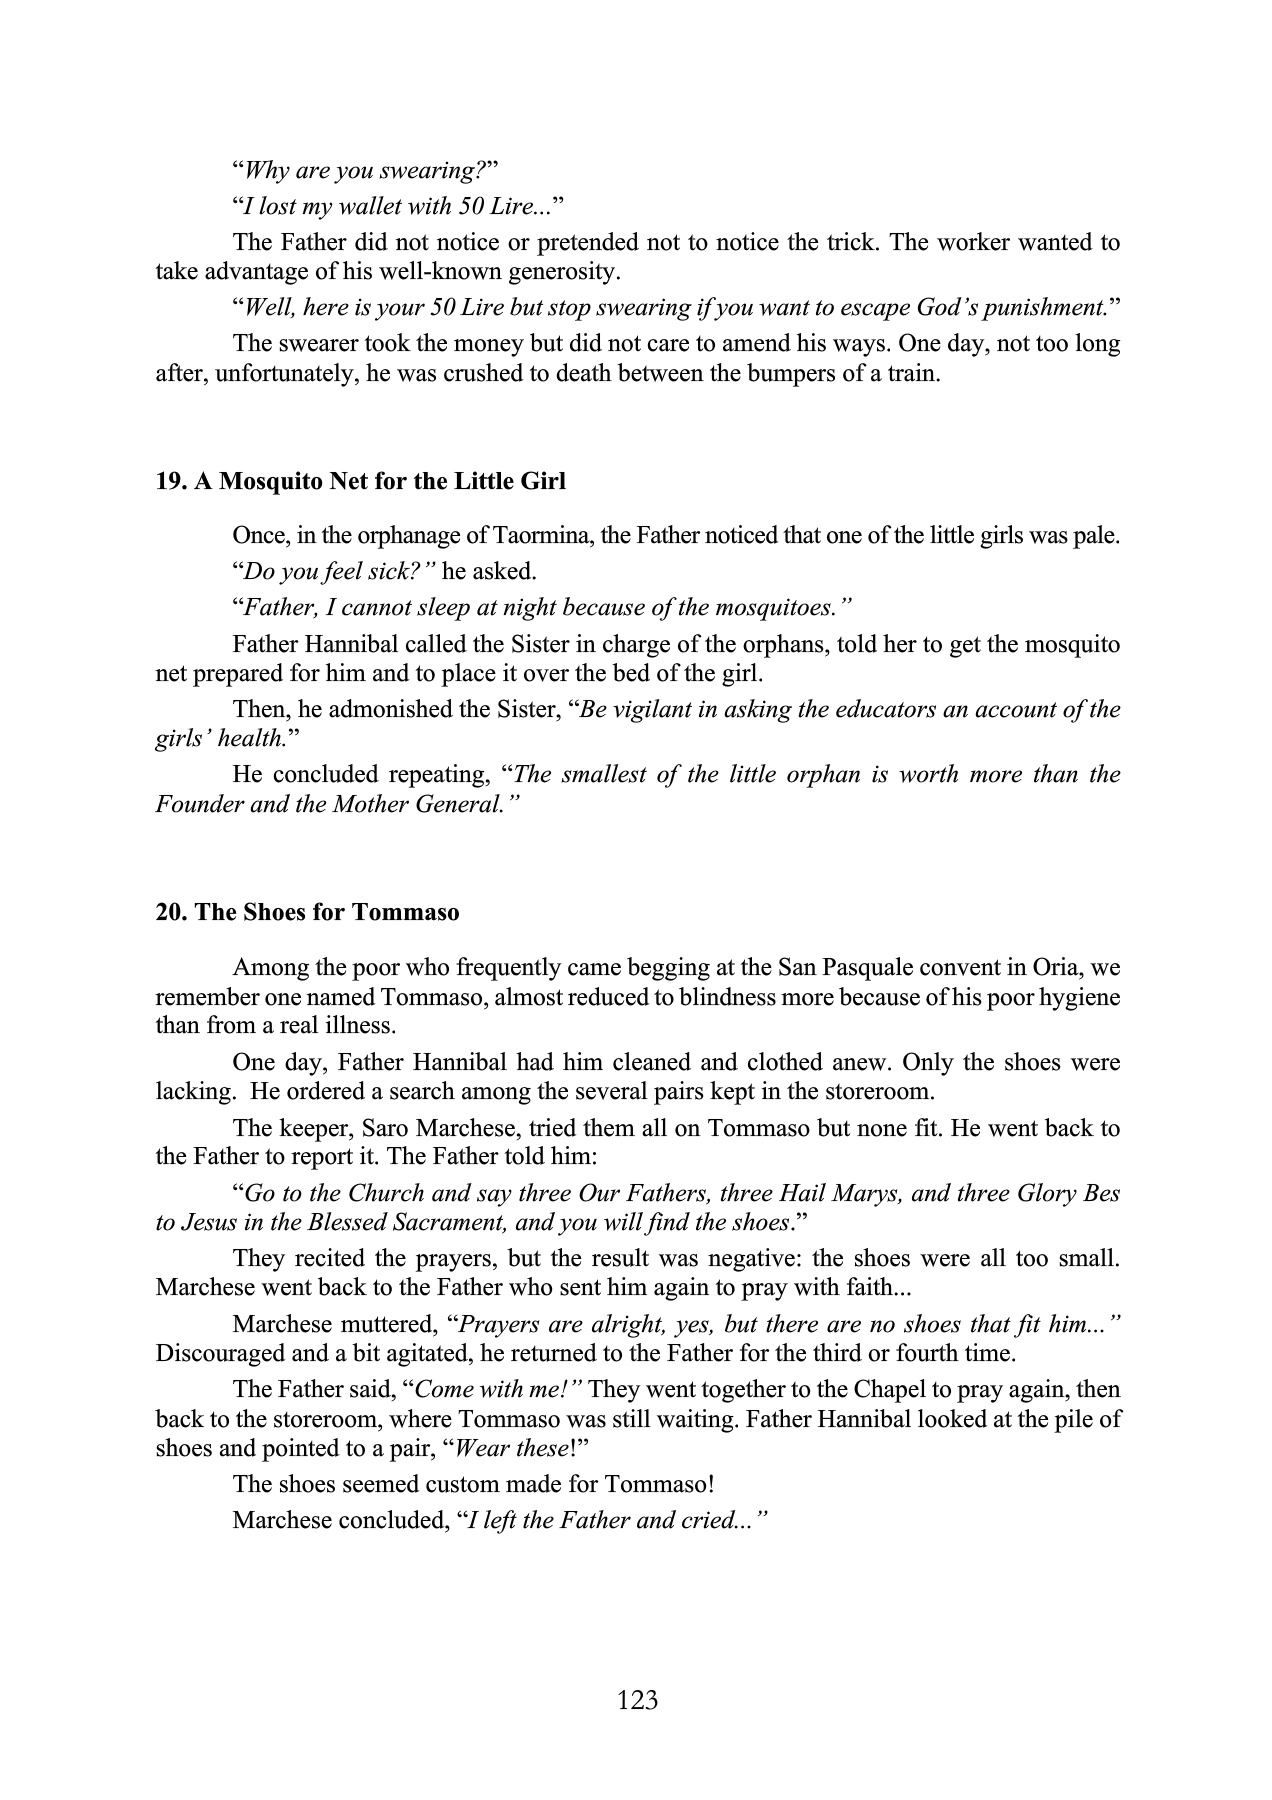 “Why are you swearing?”
“I lost my wallet with 50 Lire...”
The Father did not notice or pretended not to notice the trick. The worker wanted to
take advantage of his well-known generosity.
“Well, here is your 50 Lire but stop swearing if you want to escape God’s punishment.”
The swearer took the money but did not care to amend his ways. One day, not too long
after, unfortunately, he was crushed to death between the bumpers of a train.
19. A Mosquito Net for the Little Girl
Once, in the orphanage of Taormina, the Father noticed that one of the little girls was pale.
“Do you feel sick?” he asked.
“Father, I cannot sleep at night because of the mosquitoes.”
Father Hannibal called the Sister in charge of the orphans, told her to get the mosquito
net prepared for him and to place it over the bed of the girl.
Then, he admonished the Sister, “Be vigilant in asking the educators an account of the
girls’ health.”
He concluded repeating, “The smallest of the little orphan is worth more than the
Founder and the Mother General.”
20. The Shoes for Tommaso
Among the poor who frequently came begging at the San Pasquale convent in Oria, we
remember one named Tommaso, almost reduced to blindness more because of his poor hygiene
than from a real illness.
One day, Father Hannibal had him cleaned and clothed anew. Only the shoes were
lacking.  He ordered a search among the several pairs kept in the storeroom.
The keeper, Saro Marchese, tried them all on Tommaso but none fit. He went back to
the Father to report it. The Father told him:
“Go to the Church and say three Our Fathers, three Hail Marys, and three Glory Bes
to Jesus in the Blessed Sacrament, and you will find the shoes.”
They recited the prayers, but the result was negative: the shoes were all too small.
Marchese went back to the Father who sent him again to pray with faith...
Marchese muttered, “Prayers are alright, yes, but there are no shoes that fit him...”
Discouraged and a bit agitated, he returned to the Father for the third or fourth time.
The Father said, “Come with me!” They went together to the Chapel to pray again, then
back to the storeroom, where Tommaso was still waiting. Father Hannibal looked at the pile of
shoes and pointed to a pair, “Wear these!”
The shoes seemed custom made for Tommaso!
Marchese concluded, “I left the Father and cried...”
123